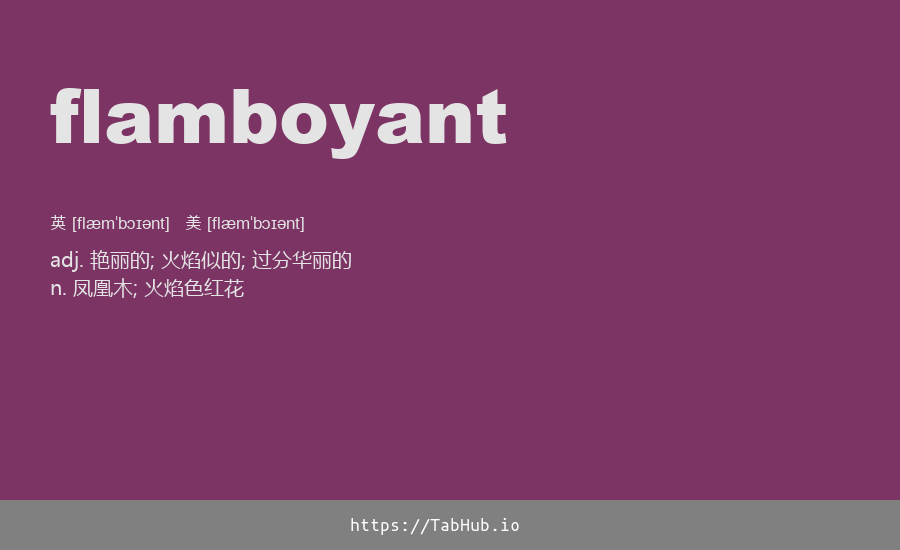 flamboyant
英 [flæm'bɔɪənt] 美 [flæm'bɔɪənt]
adj. 艳丽的; 火焰似的; 过分华丽的
n. 凤凰木; 火焰色红花
https://TabHub.io